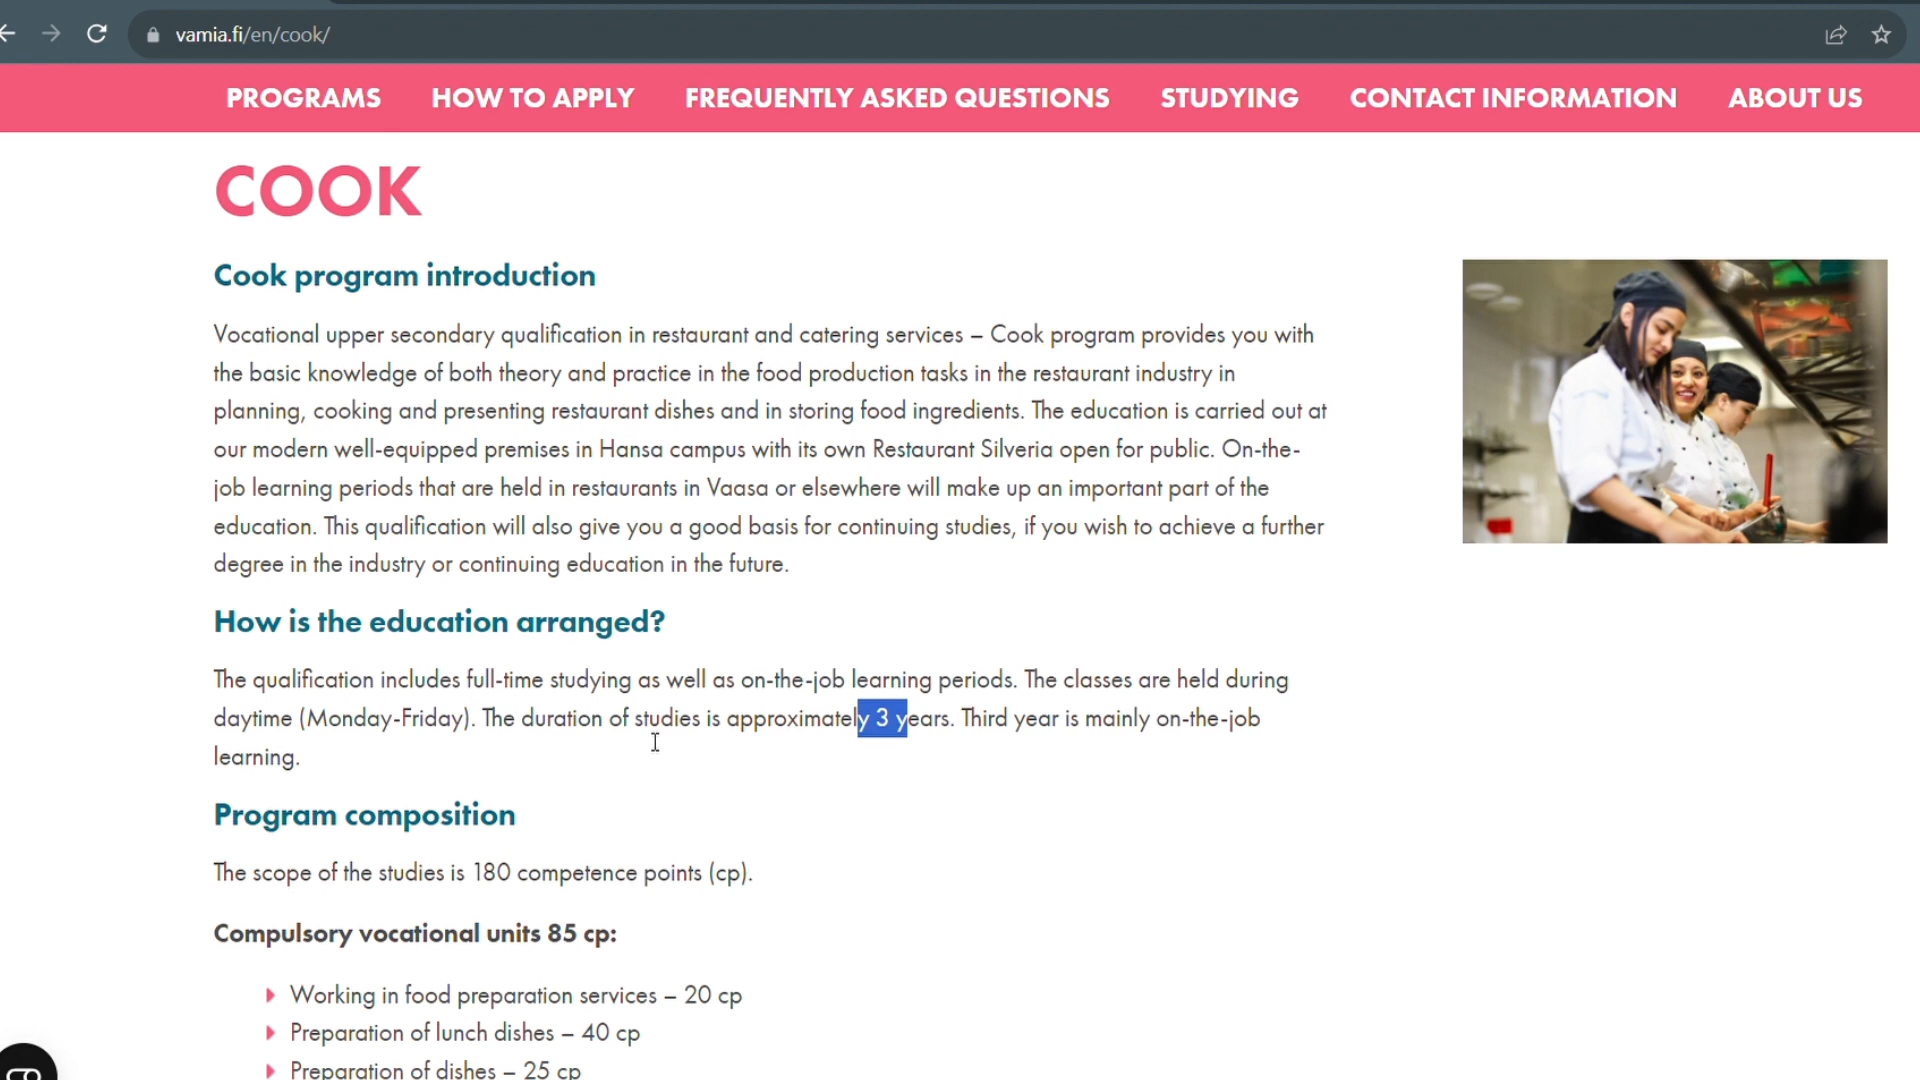 vamia.fi/en/cook/
PROGRAMS HOW TO APPLY FREQUENTLY ASKED QUESTIONS STUDYING CONTACT INFORMATION ABOUT US
COOK
Cook program introduction
Vocational upper secondary qualification in restaurant and catering services – Cook program provides you with
the basic knowledge of both theory and practice in the food production tasks in the restaurant industry in
planning, cooking and presenting restaurant dishes and in storing food ingredients. The education is carried out at
our modern well-equipped premises in Hansa campus with its own Restaurant Silveria open for public. On-the-
job learning periods that are held in restaurants in Vaasa or elsewhere will make up an important part of the
education. This qualification will also give you a good basis for continuing studies, if you wish to achieve a further
degree in the industry or continuing education in the future.
How is the education arranged?
The qualification includes full-time studying as well as on-the-job learning periods. The classes are held during
daytime (Monday-Friday). The duration of studies is approximately 3 years. Third year is mainly on-the-job
learning.
Program composition
The scope of the studies is 180 competence points (cp).
Compulsory vocational units 85 cp:
Working in food preparation services – 20 cp
Preparation of lunch dishes – 40 cp
Preparation of dishes – 25 cp